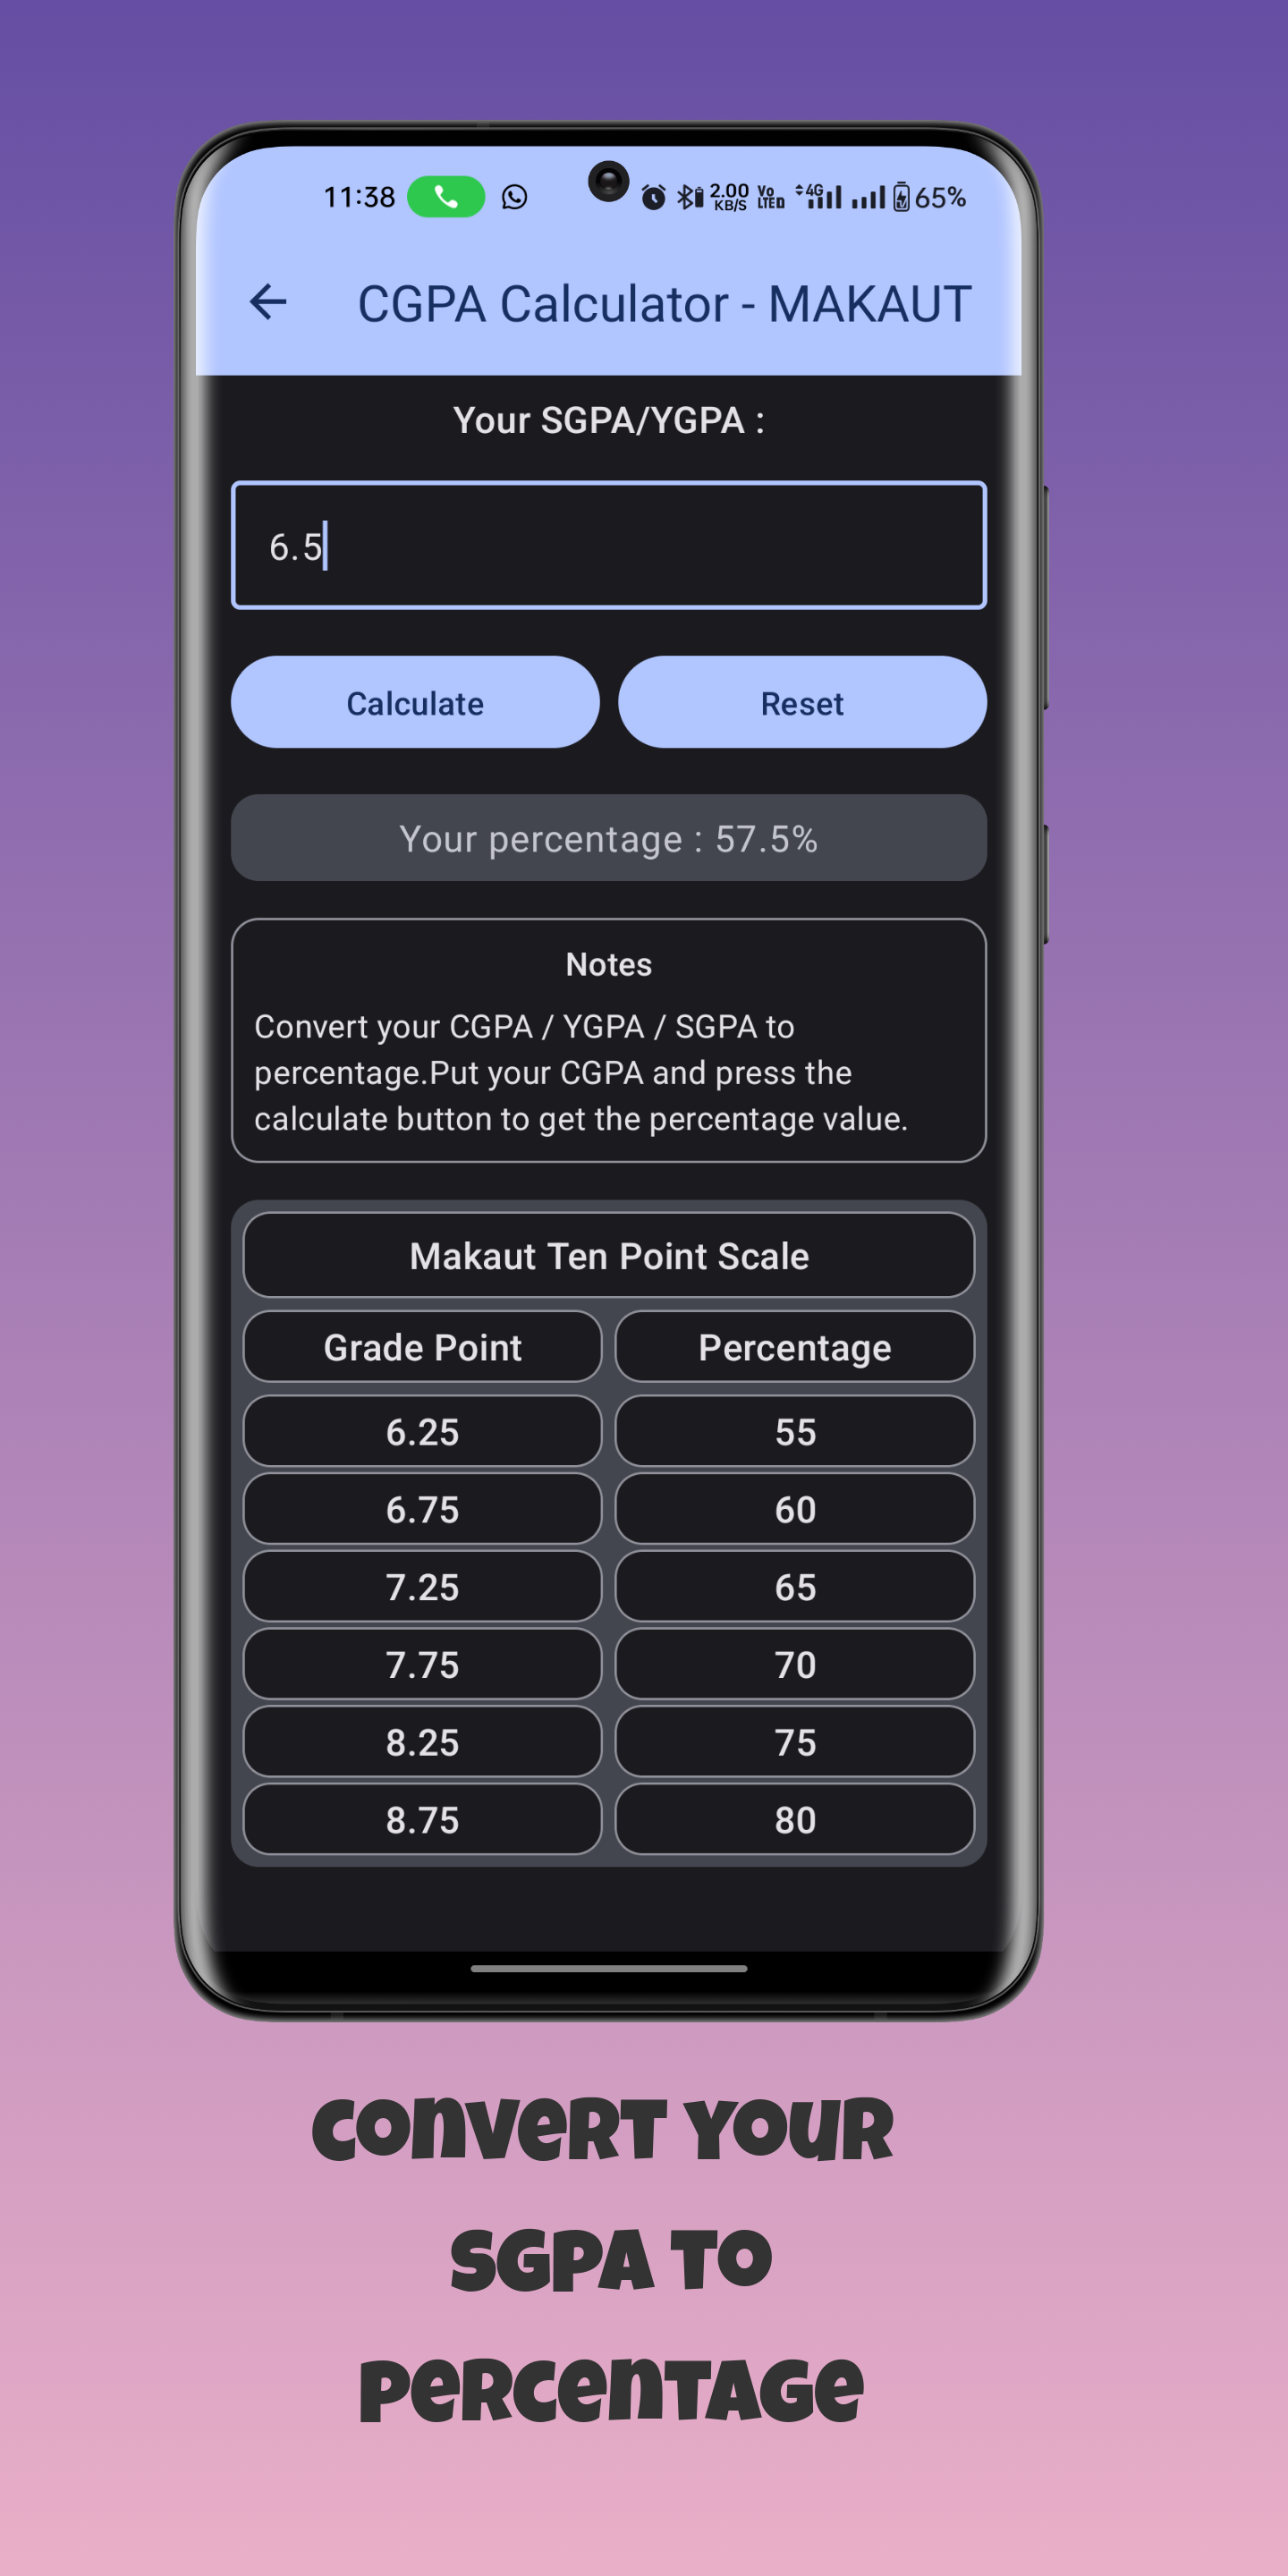 11:38 2.00 KB/S Vo LTE 4G 65%
CGPA Calculator - MAKAUT
Your SGPA/YGPA :
6.5
Calculate Reset
Your percentage : 57.5%
Notes
Convert your CGPA / YGPA / SGPA to
percentage.Put your CGPA and press the
calculate button to get the percentage value.
Makaut Ten Point Scale
Grade Point Percentage
6.25 55
6.75 60
7.25 65
7.75 70
8.25 75
8.75 80
Convert your
SGPA to
Percentage